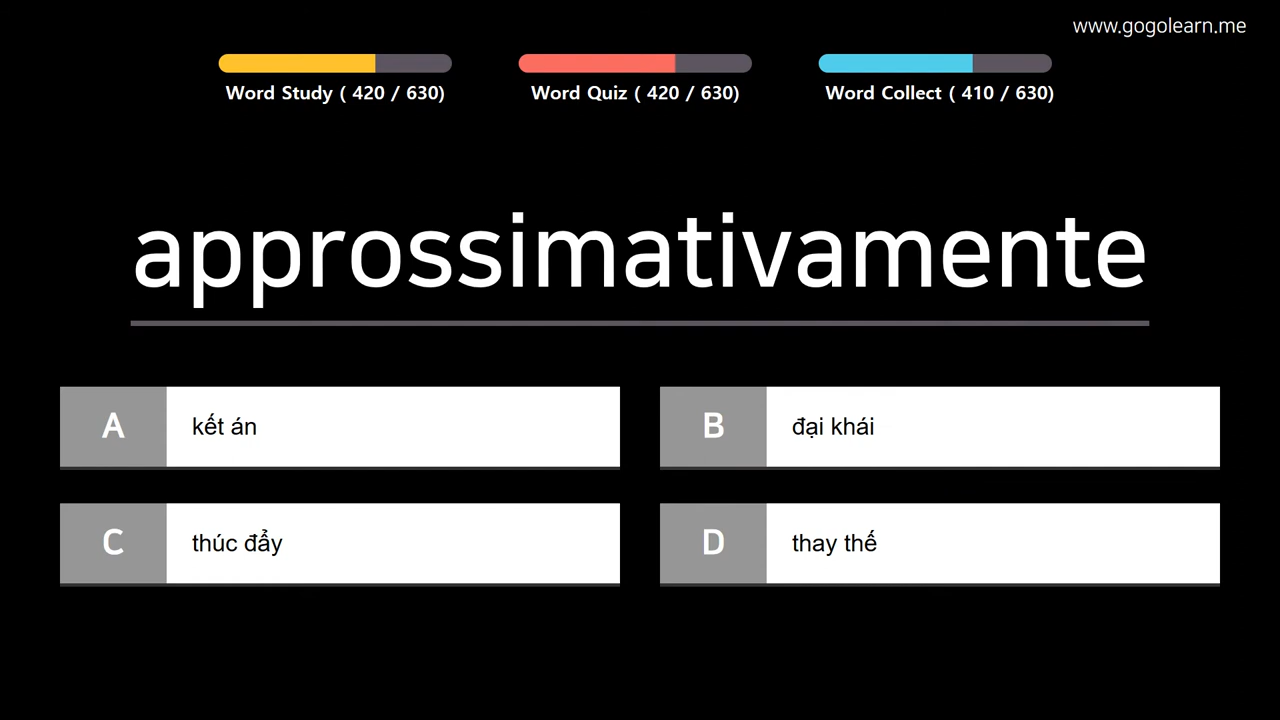 www.gogolearn.me
Word Study ( 420 / 630)
Word Quiz ( 420 / 630)
Word Collect ( 410 / 630)
approssimativamente
A kết án
B đại khái
C thúc đẩy
D thay thế